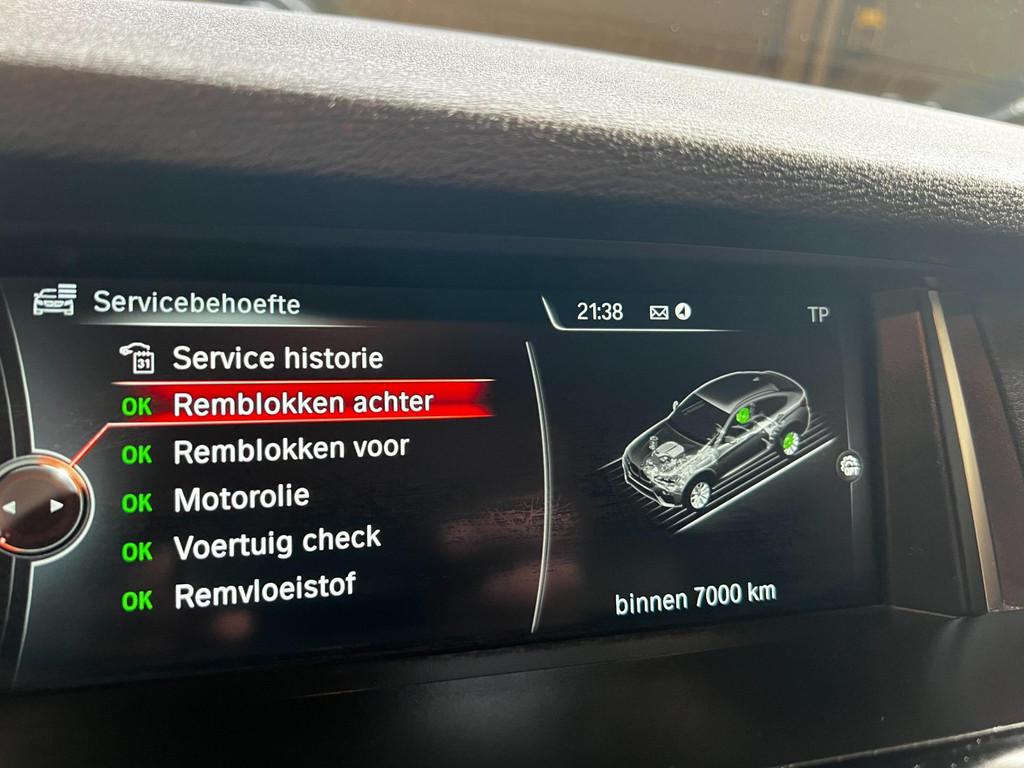 Servicebehoefte
21:38
TP
31
Service historie
OK Remblokken achter
OK Remblokken voor
OK Motorolie
OK Voertuig check
OK Remvloeistof
binnen 7000 km